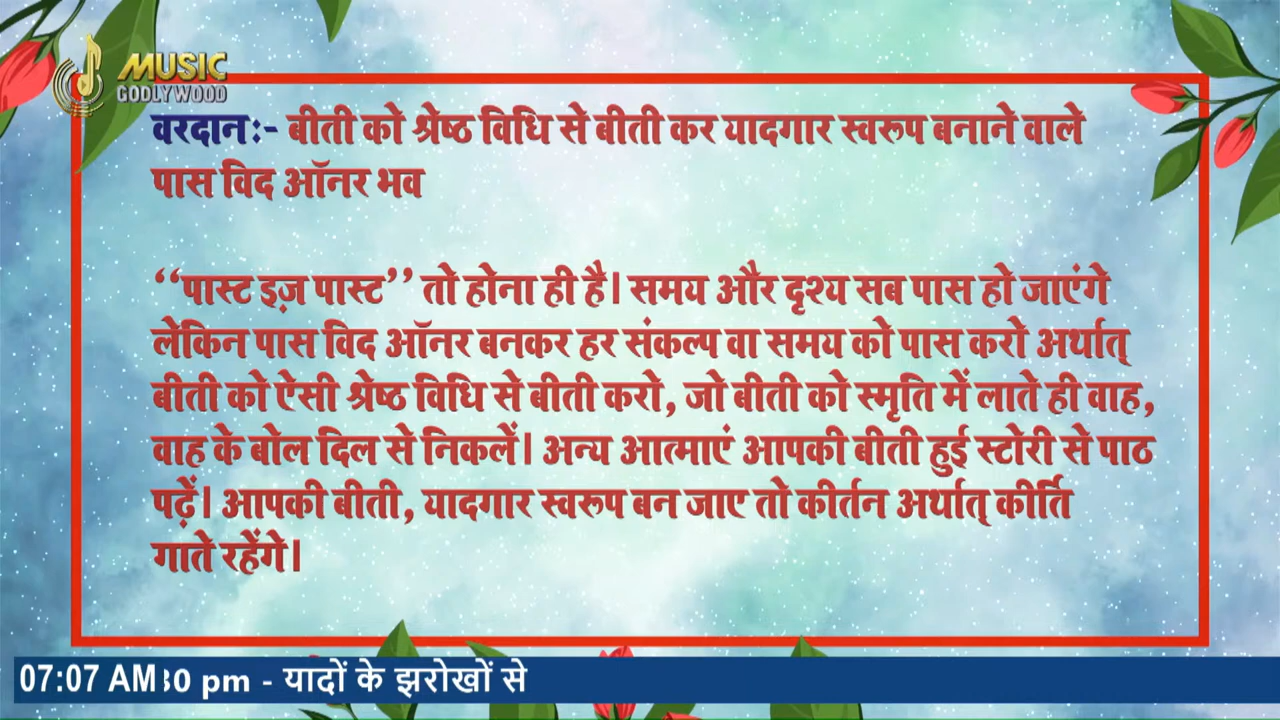 MUSIC
GODLYWOOD
वरदान:- बीती को श्रेष्ठ विधि से बीती कर यादगार स्वरूप बनाने वाले
पास विद ऑनर भव
“पास्ट इज़ पास्ट” तो होना ही है। समय और दृश्य सब पास हो जाएंगे
लेकिन पास विद ऑनर बनकर हर संकल्प वा समय को पास करो अर्थात्
बीती को ऐसी श्रेष्ठ विधि से बीती करो, जो बीती को स्मृति में लाते ही वाह,
वाह के बोल दिल से निकलें। अन्य आत्माएं आपकी बीती हुई स्टोरी से पाठ
पढ़ें। आपकी बीती, यादगार स्वरूप बन जाए तो कीर्तन अर्थात् कीर्ति
गाते रहेंगे।
07:07 AM pm - यादों के झरोखों से